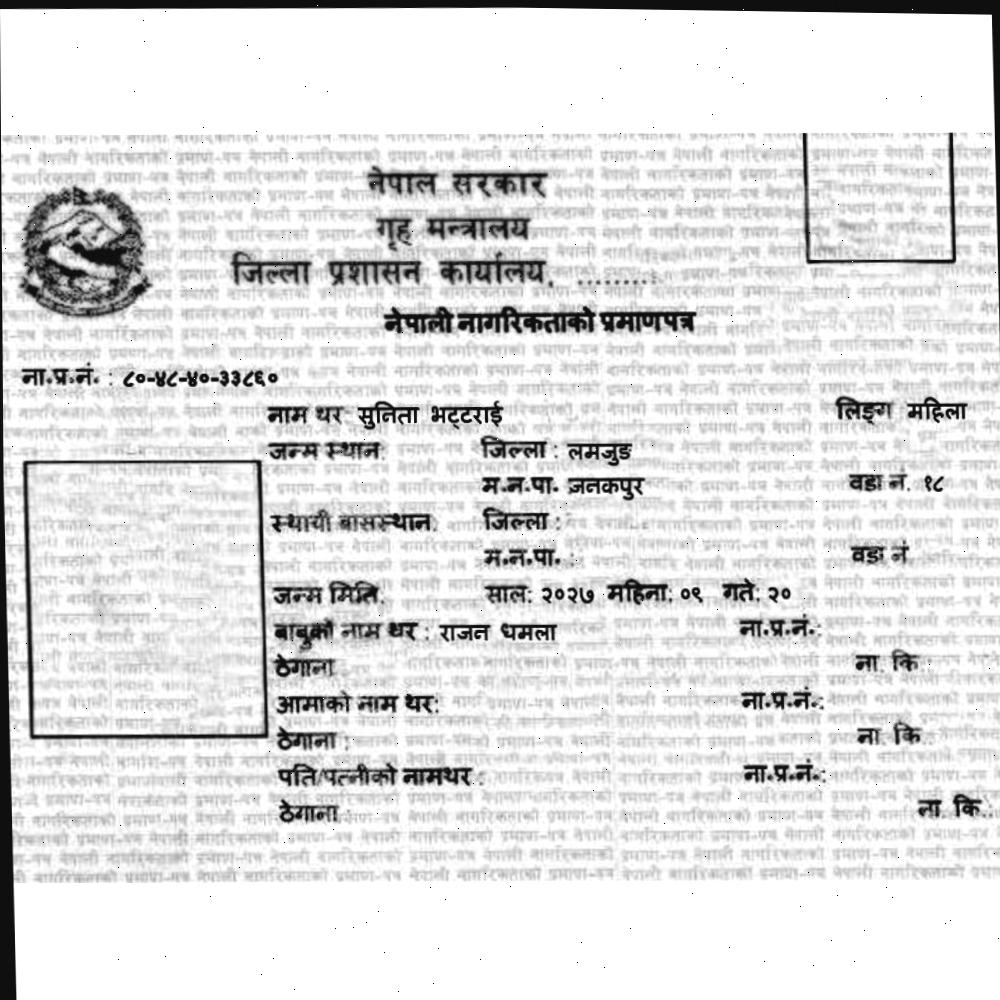 नेपाल सरकार
गृह मन्त्रालय
जिल्ला प्रशासन कार्यालय, .........
नेपाली नागरिकताको प्रमाणपत्र
ना.प्र.नं. : ८०-४८-४०-३३८६०
नाम थर: सुनिता भट्टराई लिङ्ग महिला
जन्म स्थान: जिल्ला : लमजुङ
म.न.पा. जनकपुर वडा नं. १८
स्थायी बासस्थान: जिल्ला :
म.न.पा. : वडा नं
जन्म मिति: साल: २०२७ महिना: ०९ गते: २०
बाबुको नाम थर : राजन धमला ना.प्र.नं.:
ठेगाना ना. कि.:
आमाको नाम थर: ना.प्र.नं.:
ठेगाना : ना. कि.:
पति/पत्नीको नामथर : ना.प्र.नं.:
ठेगाना ना. कि.: